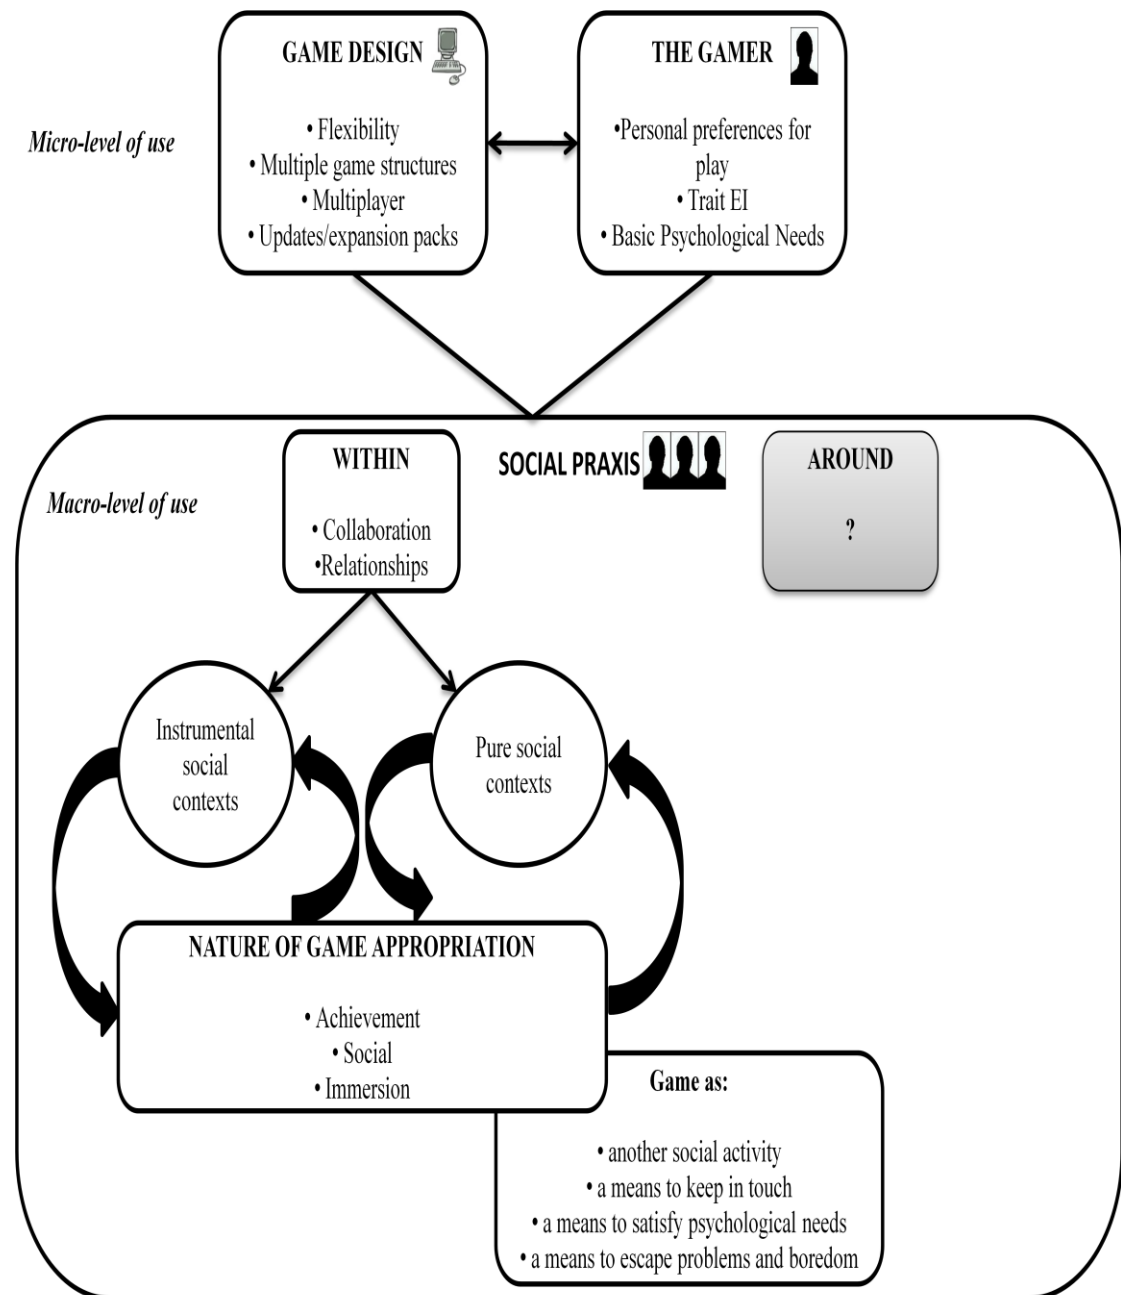 GAME DESIGN
• Flexibility
• Multiple game structures
• Multiplayer
• Updates/expansion packs
THE GAMER
•Personal preferences for
play
• Trait EI
• Basic Psychological Needs
Micro-level of use
SOCIAL PRAXIS
Macro-level of use
WITHIN
• Collaboration
•Relationships
AROUND
?
Instrumental
social
contexts
Pure social
contexts
NATURE OF GAME APPROPRIATION
• Achievement
• Social
• Immersion
Game as:
• another social activity
• a means to keep in touch
• a means to satisfy psychological needs
• a means to escape problems and boredom